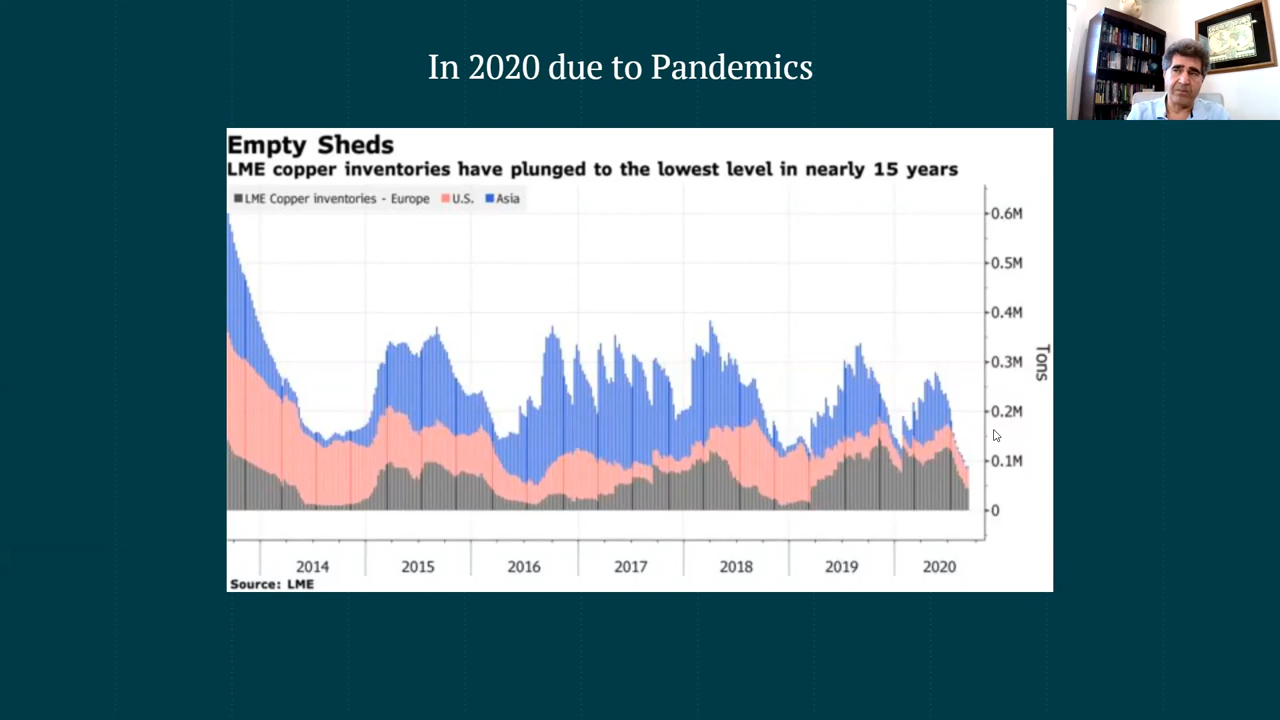 In 2020 due to Pandemics
Empty Sheds
LME copper inventories have plunged to the lowest level in nearly 15 years
LME Copper inventories - Europe U.S. Asia
0.6M
0.5M
0.4M
0.3M
0.2M
0.1M
0
Tons
2014 2015 2016 2017 2018 2019 2020
Source: LME